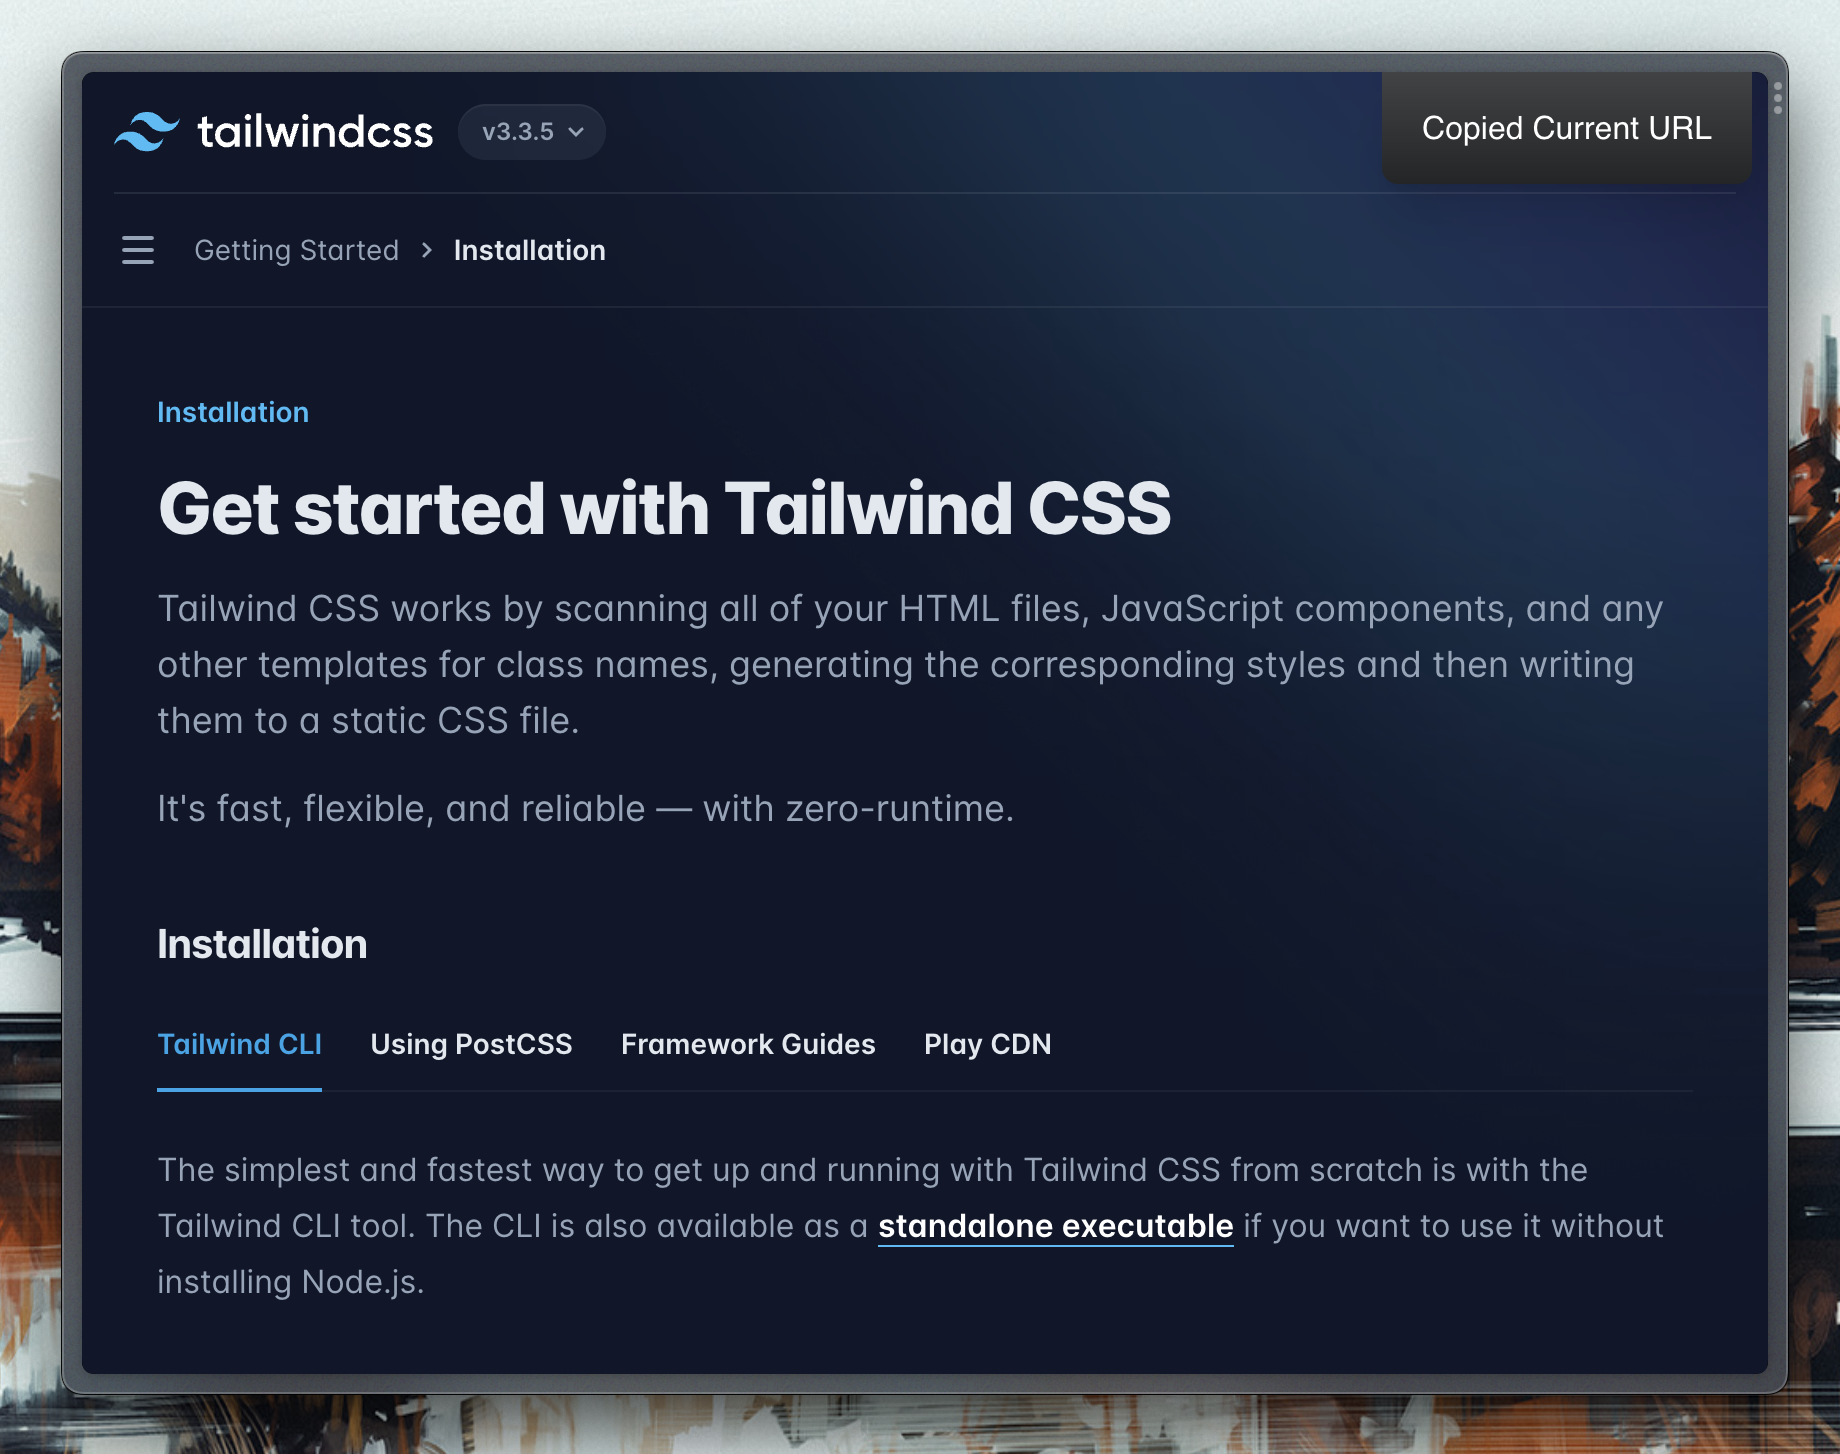 tailwindcss
v3.3.5
Copied Current URL
Getting Started
Installation
Installation
Get started with Tailwind CSS
Tailwind CSS works by scanning all of your HTML files, JavaScript components, and any
other templates for class names, generating the corresponding styles and then writing
them to a static CSS file.
It's fast, flexible, and reliable — with zero-runtime.
Installation
Tailwind CLI
Using PostCSS
Framework Guides
Play CDN
The simplest and fastest way to get up and running with Tailwind CSS from scratch is with the
Tailwind CLI tool. The CLI is also available as a standalone executable if you want to use it without
installing Node.js.